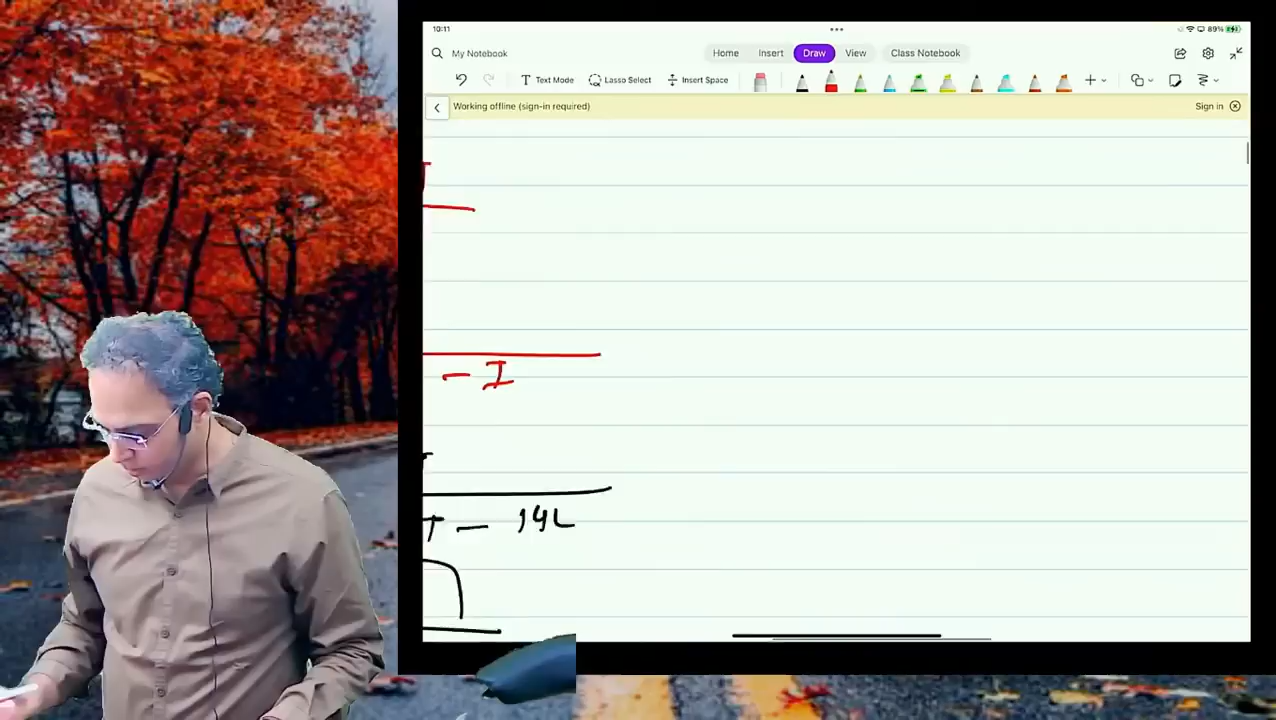 10:11
89%
My Notebook
Home Insert Draw View Class Notebook
Text Mode Lasso Select Insert Space
Working offline (sign-in required) Sign in
- I